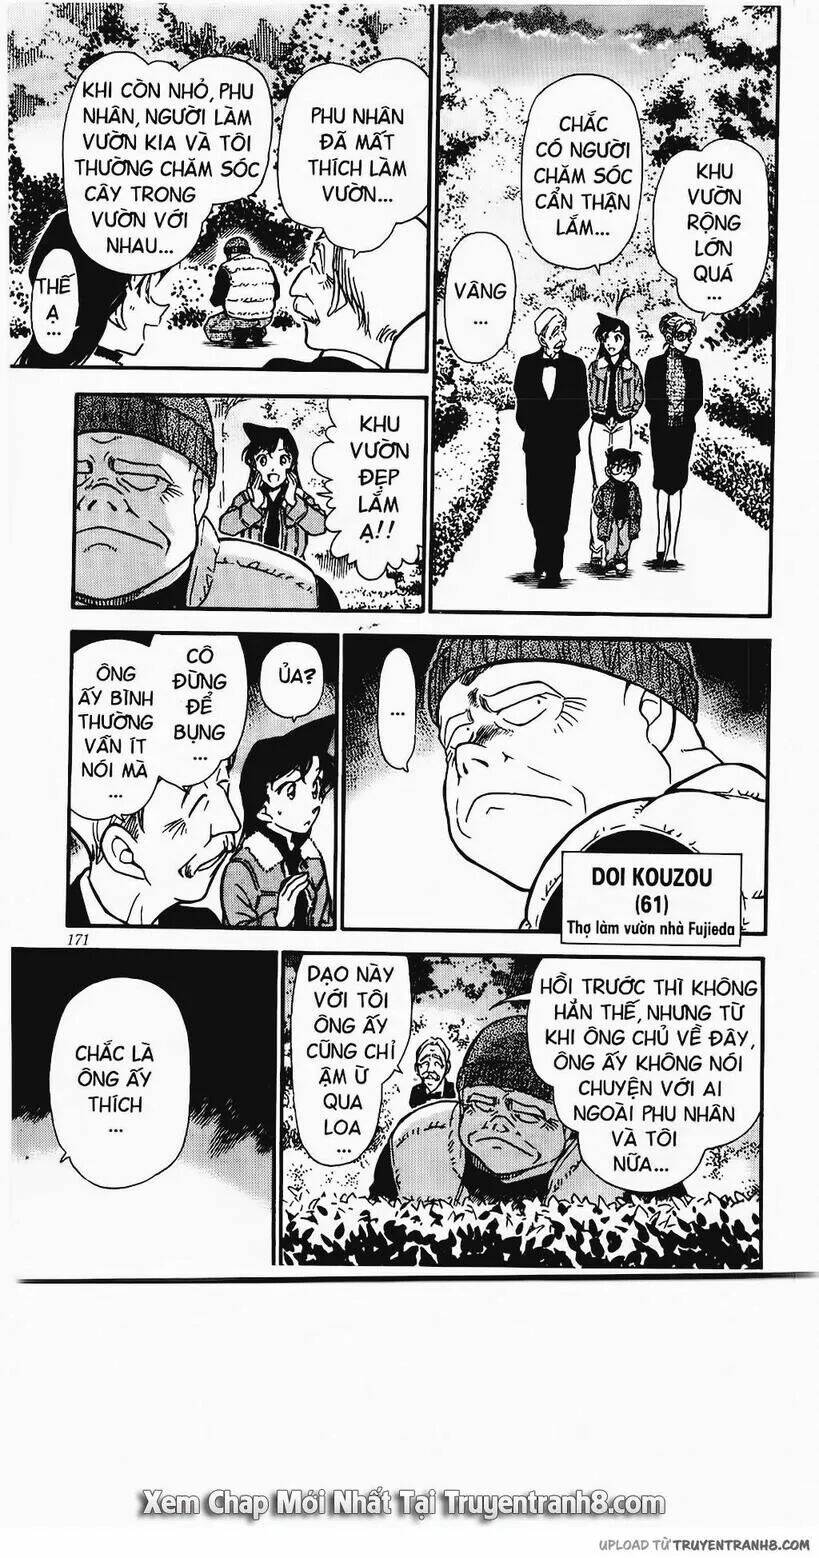 KHU
VƯỜN
RỘNG
LỚN
QUÁ
CHẮC
CÓ NGƯỜI
CHĂM SÓC
CẨN THẬN
LẮM...
VÂNG
...
PHU NHÂN
ĐÃ MẤT
THÍCH LÀM
VƯỜN...
KHI CÒN NHỎ, PHU
NHÂN, NGƯỜI LÀM
VƯỜN KIA VÀ TÔI
THƯỜNG CHĂM SÓC
CÂY TRONG
VƯỜN VỚI
NHAU...
THẾ
Ạ
...
KHU
VƯỜN
ĐẸP
LẮM
Ạ!!
...
DOI KOUZOU
(61)
Thợ làm vườn nhà Fujieda
ỦA?
CÔ
ĐỪNG
ĐỂ
BỤNG
...
ÔNG
ẤY BÌNH
THƯỜNG
VẪN ÍT
NÓI MÀ
...
171
HỒI TRƯỚC THÌ KHÔNG
HẲN THẾ, NHƯNG TỪ
KHI ÔNG CHỦ VỀ ĐÂY,
ÔNG ẤY KHÔNG NÓI
CHUYỆN VỚI AI
NGOÀI PHU NHÂN
VÀ TÔI
NỮA...
DẠO NÀY
VỚI TÔI
ÔNG ẤY
CŨNG CHỈ
ẬM Ừ
QUA
LOA
...
CHẮC LÀ
ÔNG ẤY
THÍCH
...
Xem Chap Mới Nhất Tại Truyentranh8.com
UPLOAD TỪ TRUYENTRANH8.COM